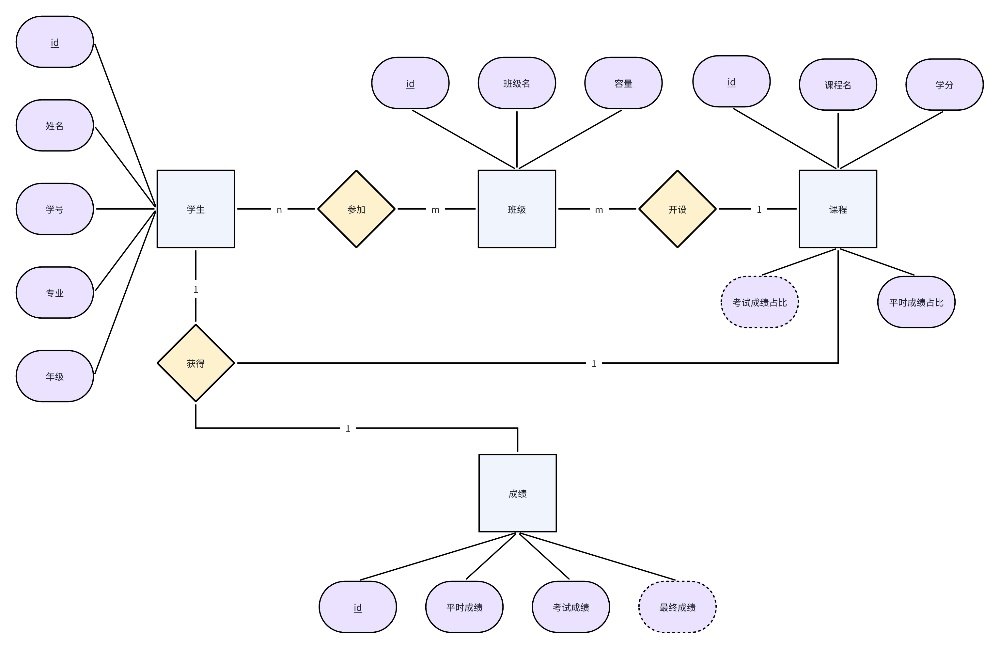 id
姓名
学号
专业
年级
学生
n
参加
m
id
班级名
容量
班级
m
开设
1
id
课程名
学分
课程
考试成绩占比
平时成绩占比
1
获得
1
1
成绩
id
平时成绩
考试成绩
最终成绩